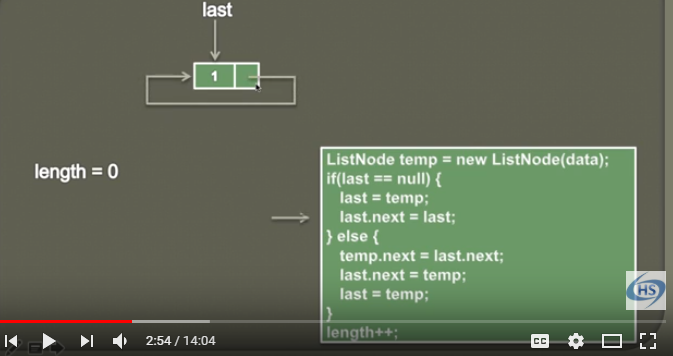 last
1
length = 0
ListNode temp = new ListNode(data);
if(last == null) {
last = temp;
last.next = last;
} else {
temp.next = last.next;
last.next = temp;
last = temp;
}
length++;
HS
2:54 / 14:04
CC